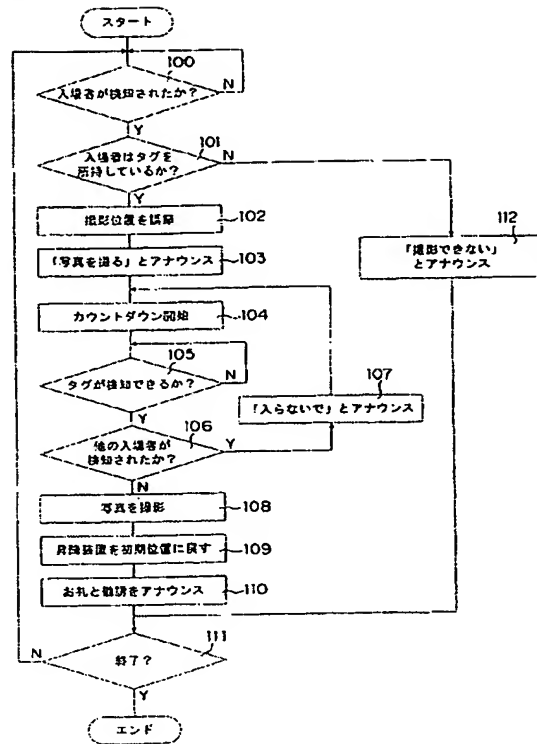 スタート
100
入場者が検知されたか?
N
Y
101
入場者はタグを
所持しているか?
N
Y
撮影位置を
102
112
「撮影できない」
とアナウンス
「写真を撮る」とアナウンス
103
カウントダウン開始
104
105
タグが検知できるか?
N
Y
107
「入らないで」とアナウンス
106
他の入場者が
検知されたか?
Y
N
写真を撮影
108
昇降装置を初期位置に戻す
109
お礼と
をアナウンス
110
111
N
終了?
Y
エンド